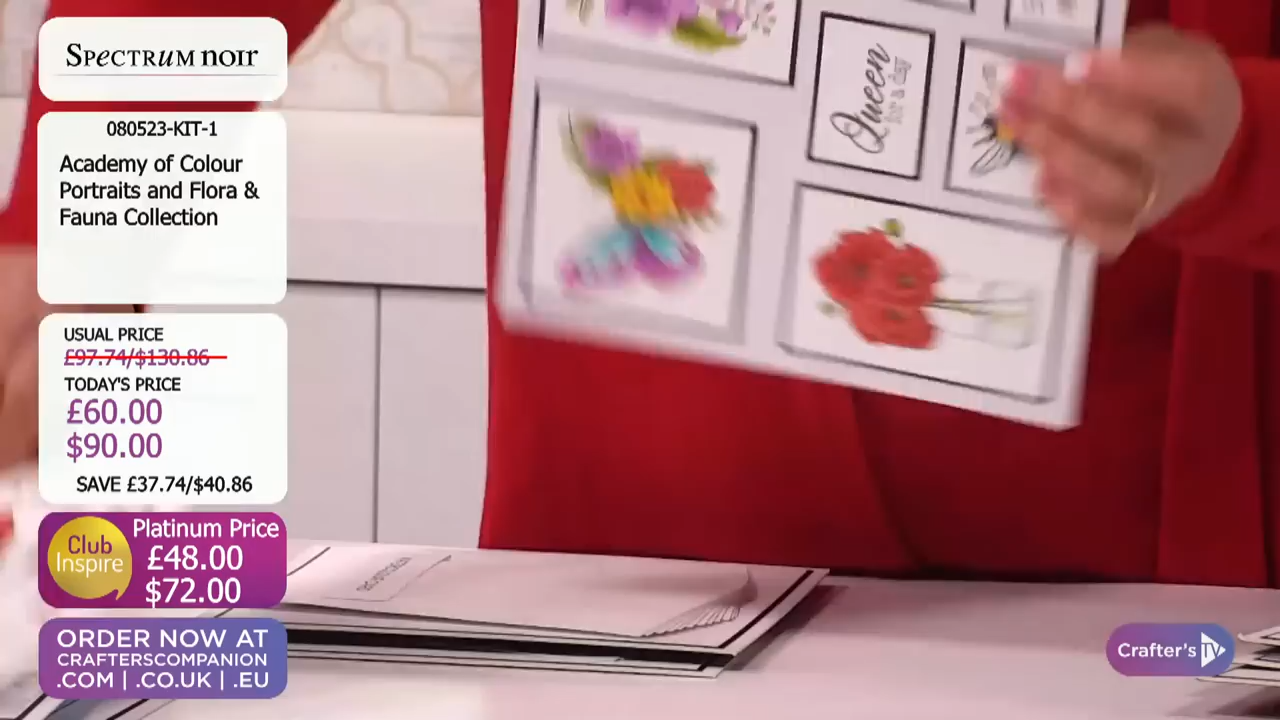 SPECTRUM NOIR
080523-KIT-1
Academy of Colour
Portraits and Flora &
Fauna Collection
USUAL PRICE
£97.74/$130.86
TODAY'S PRICE
£60.00
$90.00
SAVE £37.74/$40.86
Club
Inspire
Platinum Price
£48.00
$72.00
ORDER NOW AT
CRAFTERSCOMPANION
.COM | .CO.UK | .EU
Queen
for a day
Crafter's TV